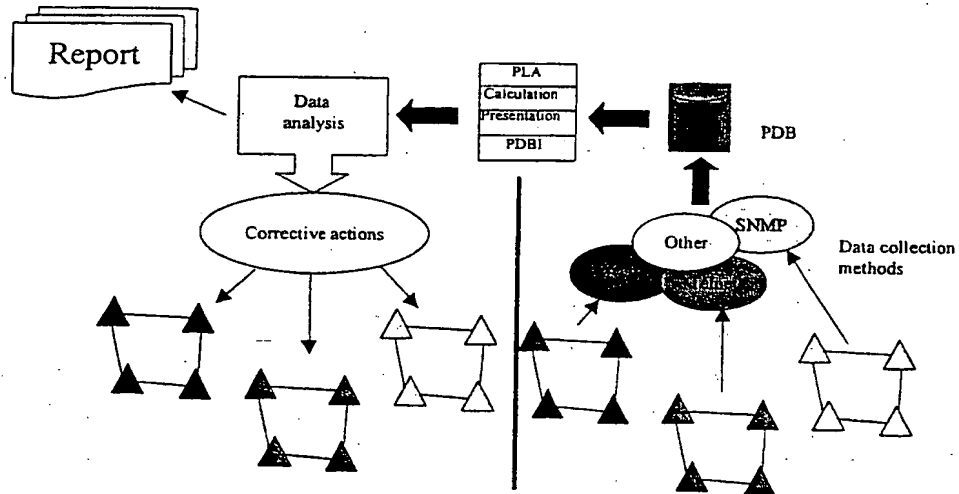 Report
Data
analysis
PLA
Calculation
Presentation
PDBI
PDB
Corrective actions
Other
SNMP
Data collection
methods